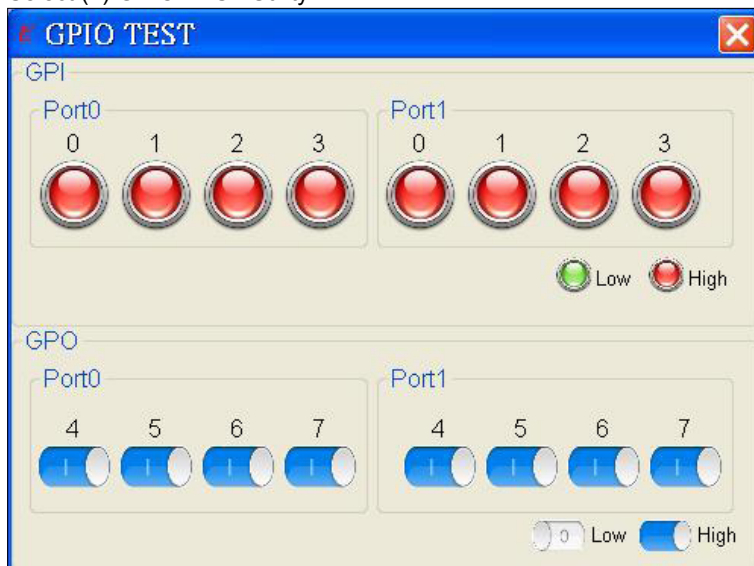 GPIO TEST
GPI
Port0
0 1 2 3
Port1
0 1 2 3
Low High
GPO
Port0
4 5 6 7
Port1
4 5 6 7
0 Low High